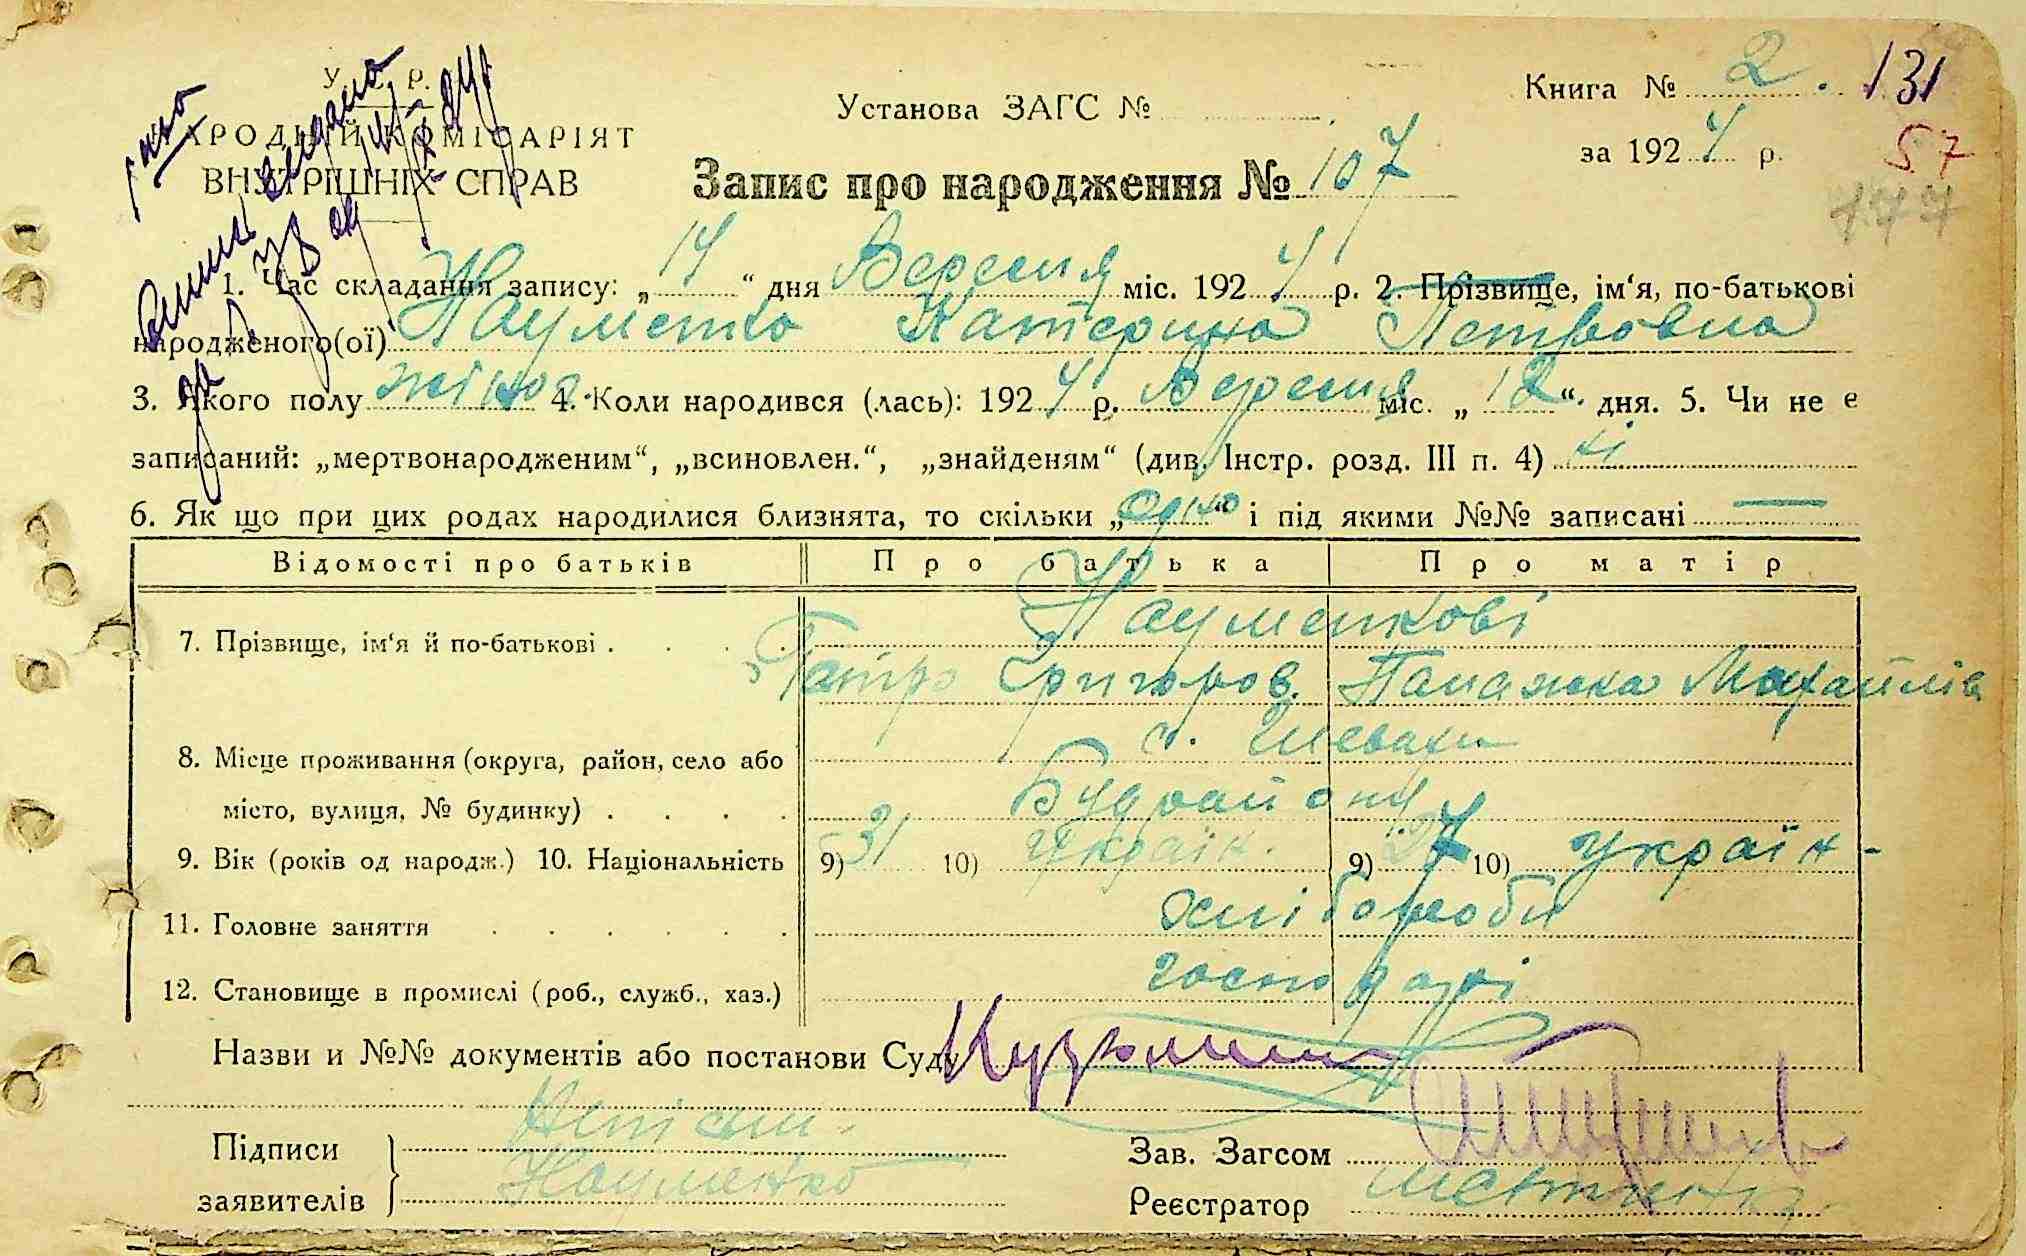 У. С. Р.
НАРОДНІЙ КОМІСАРІЯТ
ВНУТРІШНІХ СПРАВ
Установа ЗАГС №
Книга № 2. 131
за 1924 р. 57
177
Запис про народження № 107
1. Час складання запису: „14“ дня Вересня міс. 1924 р. 2. Прізвище, ім‘я, по-батькові
народженого(ої) Науменко Катерина Петровна
3. Якого полу жіноч. 4. Коли народився (лась): 1924 р. Вересня міс. „12“ дня. 5. Чи не є
записаний: „мертвонародженим“, „всиновлен.“, „знайденям“ (див. Інстр. розд. III п. 4) ні
6. Як що при цих родах народилися близнята, то скільки „одно“ і під якими №№ записані —
Відомості про батьків Про батька Про матір
7. Прізвище, ім‘я й по-батькові Науменкові
Петро Григоров. Панажка Михайлів
8. Місце проживання (округа, район, село або с. Глевахи
місто, вулиця, № будинку) Будрайону
9. Вік (років од народж.) 10. Національність 9) 31 10) Україн. 9) 27 10) Україн-
11. Головне заняття хлібороби
12. Становище в промислі (роб., служб., хаз.) господарі
Назви и №№ документів або постанови Суду
Підписи Непісьм.
заявителів Науменко
Зав. Загсом
Реєстратор